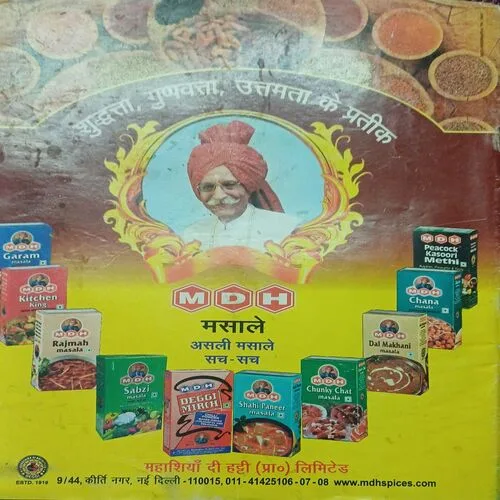 शुद्धता, गुणवत्ता, उत्तमता के प्रतीक
MDH
मसाले
असली मसाले
सच-सच
MDH
Garam
masala
MDH
Kitchen
King
MDH
Rajmah
masala
MDH
Sabzi
masala
MDH
DEGGI
MIRCH
MDH
Shahi Paneer
masala
MDH
Chunky Chat
masala
MDH
Dal Makhani
masala
MDH
Chana
masala
MDH
Peacock
Kasoori
Methi
महाशियाँ दी हट्टी (प्रा०) लिमिटेड
ESTD. 1919
9/44, कीर्ति नगर, नई दिल्ली -110015, 011-41425106-07-08 www.mdhspices.com